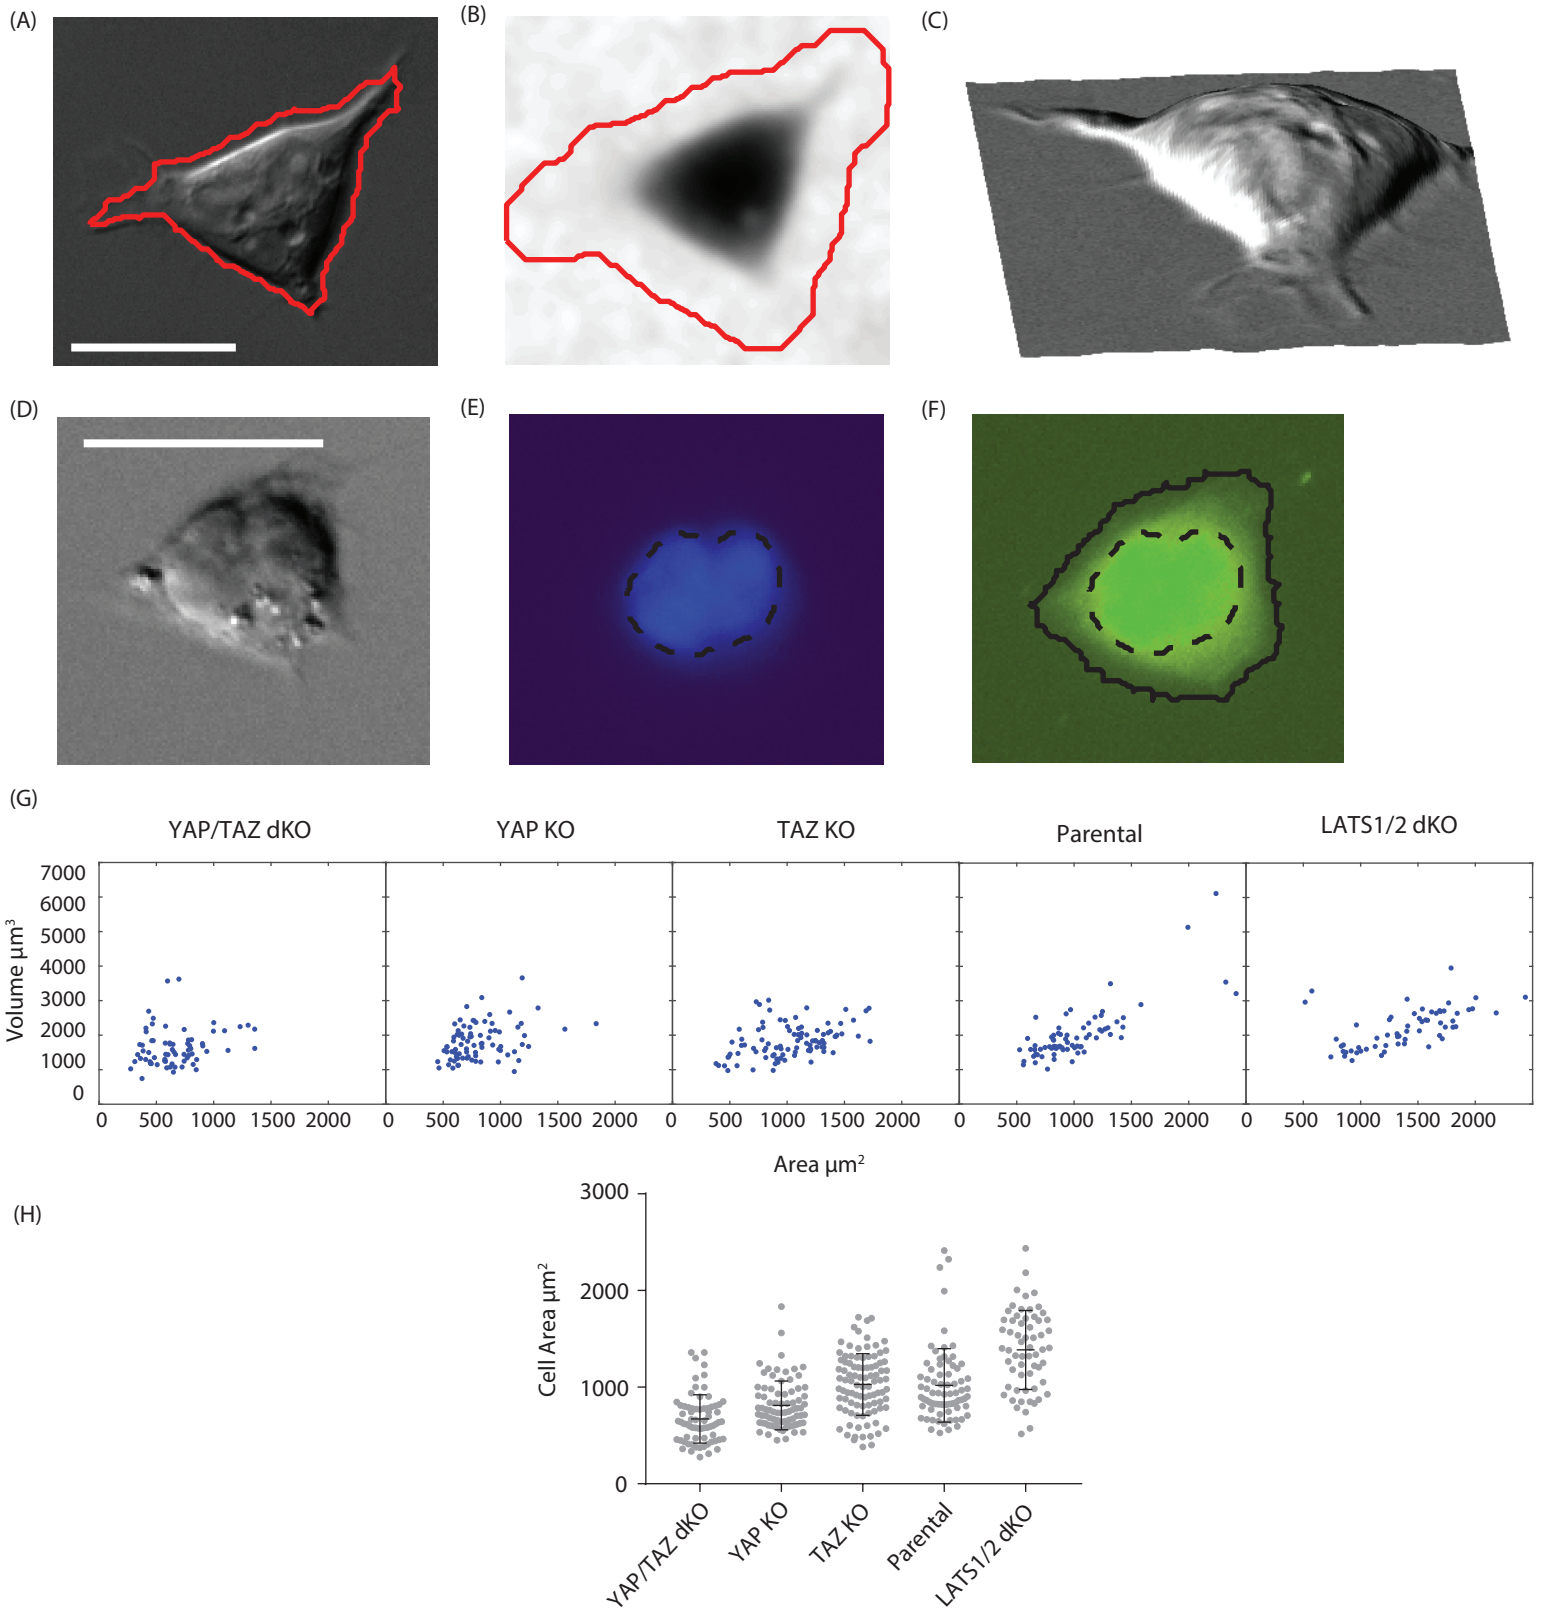 (A)
(B)
(C)
(D)
(E)
(F)
(G)
YAP/TAZ dKO
YAP KO
TAZ KO
Parental
LATS1/2 dKO
Volume µm³
7000
6000
5000
4000
3000
2000
1000
0
0 500 1000 1500 2000
0 500 1000 1500 2000
0 500 1000 1500 2000
0 500 1000 1500 2000
0 500 1000 1500 2000
Area µm²
(H)
Cell Area µm²
3000
2000
1000
0
YAP/TAZ dKO
YAP KO
TAZ KO
Parental
LATS1/2 dKO